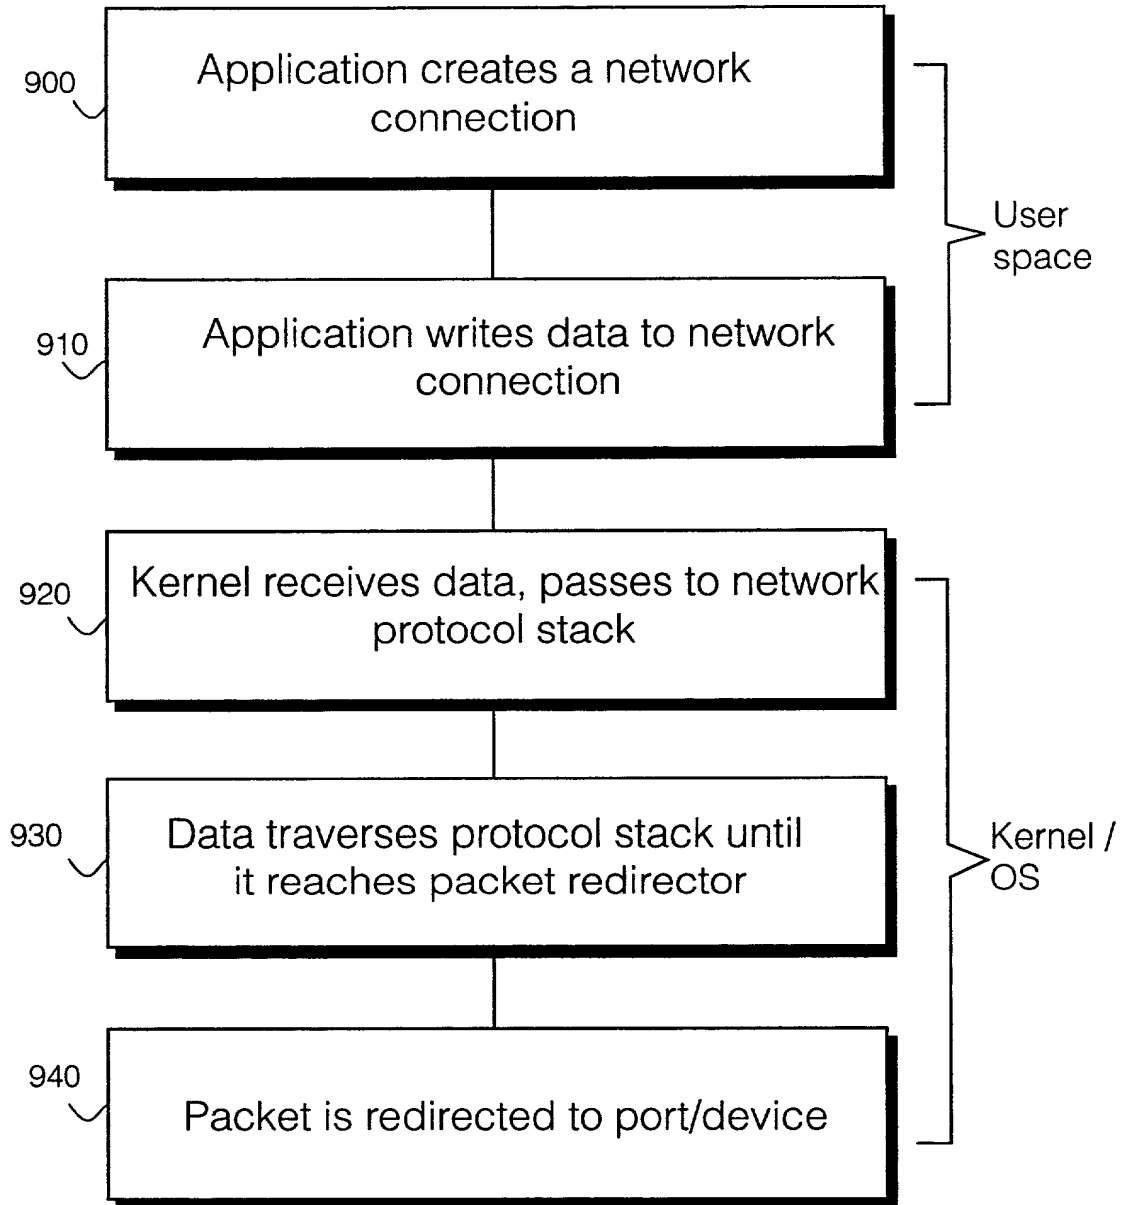 900
Application creates a network
connection
User
space
910
Application writes data to network
connection
920
Kernel receives data, passes to network
protocol stack
930
Data traverses protocol stack until
it reaches packet redirector
Kernel /
OS
940
Packet is redirected to port/device